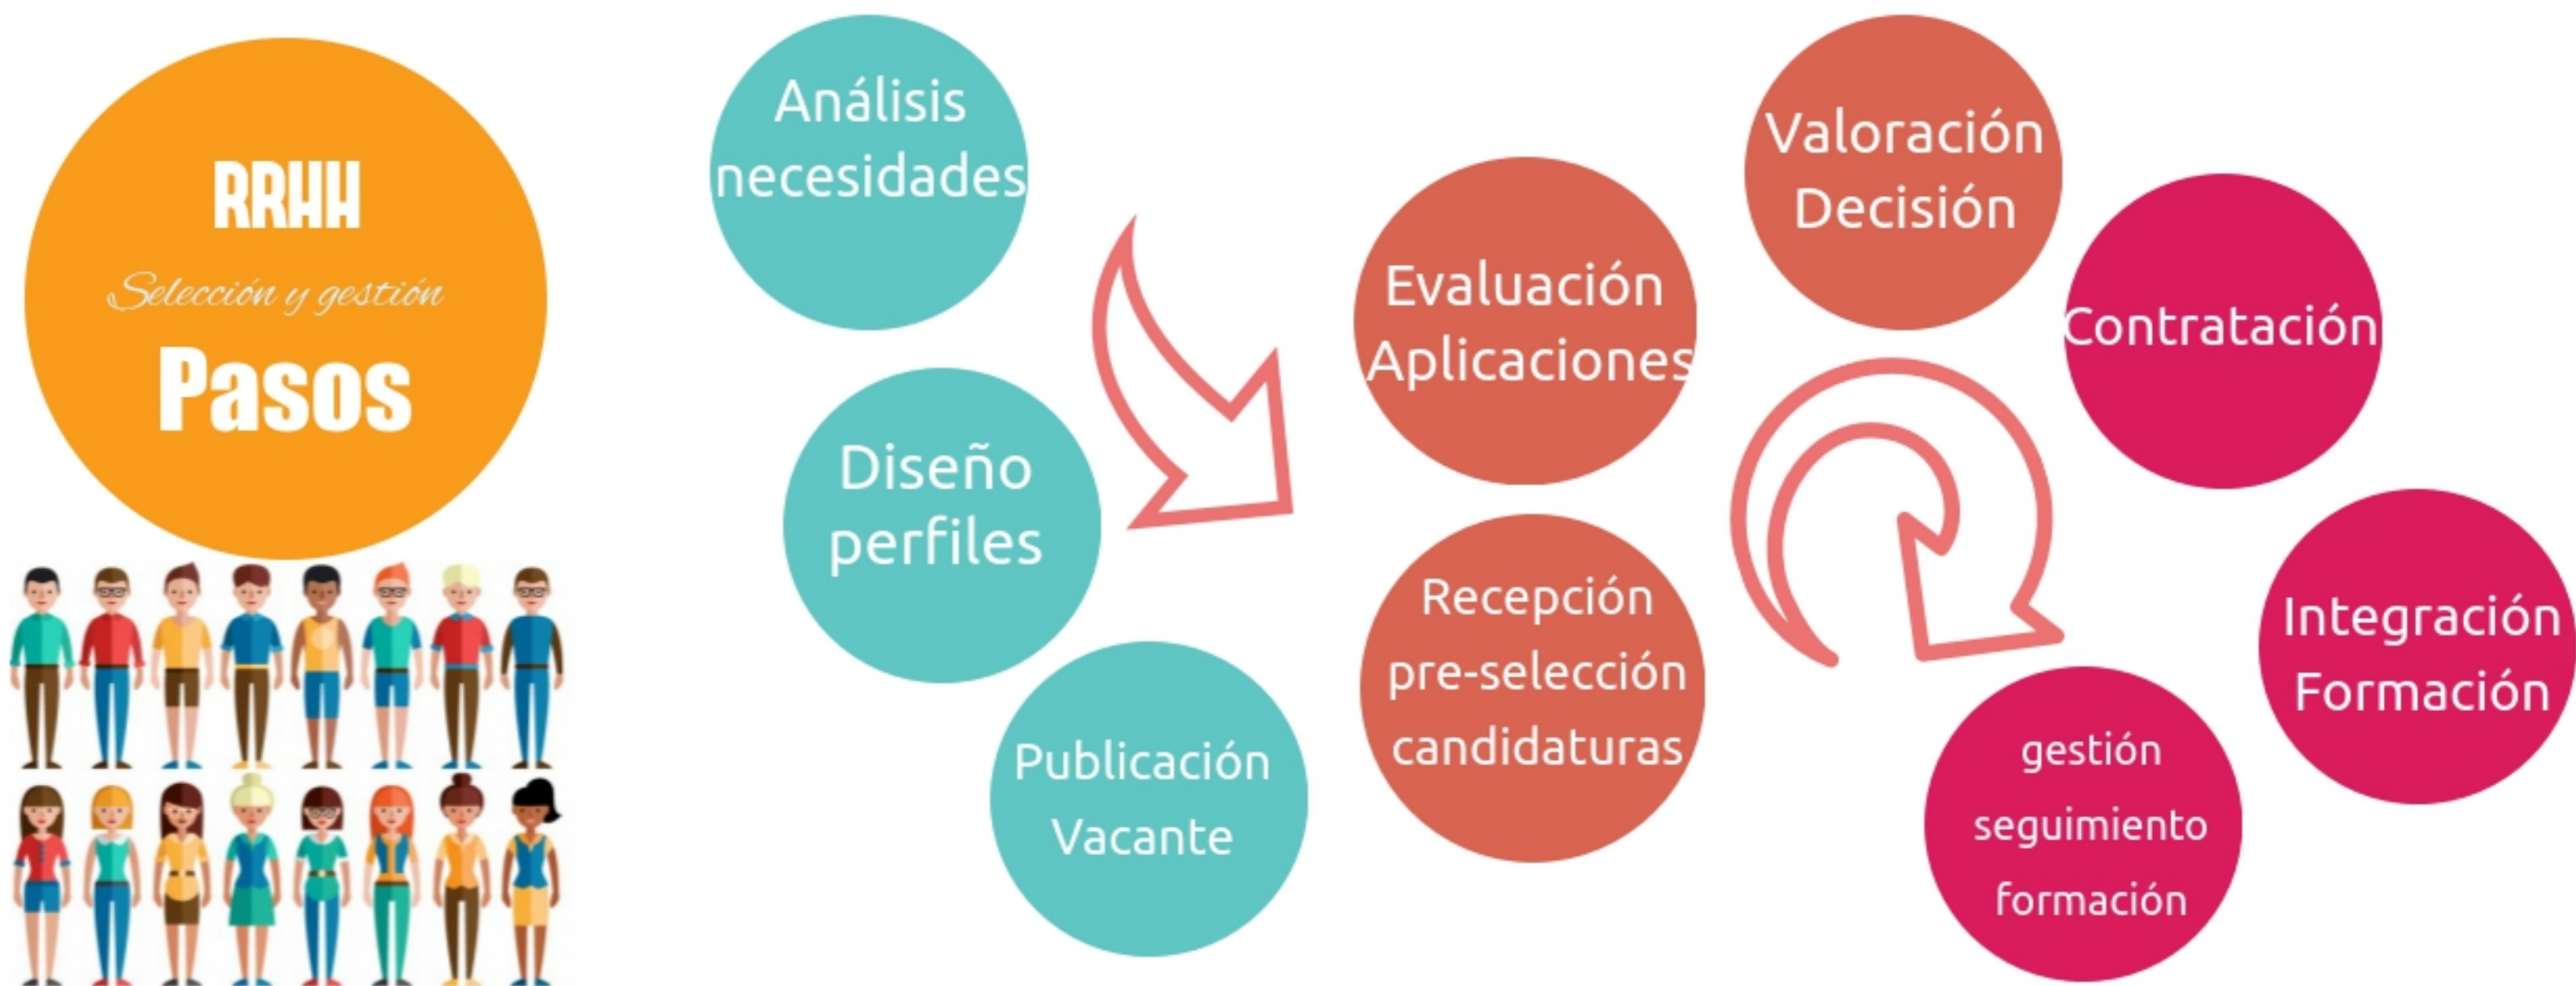 RRHH
Selección y gestión
Pasos
Análisis
necesidades
Diseño
perfiles
Publicación
Vacante
Evaluación
Aplicaciones
Recepción
pre-selección
candidaturas
Valoración
Decisión
Contratación
Integración
Formación
gestión
seguimiento
formación